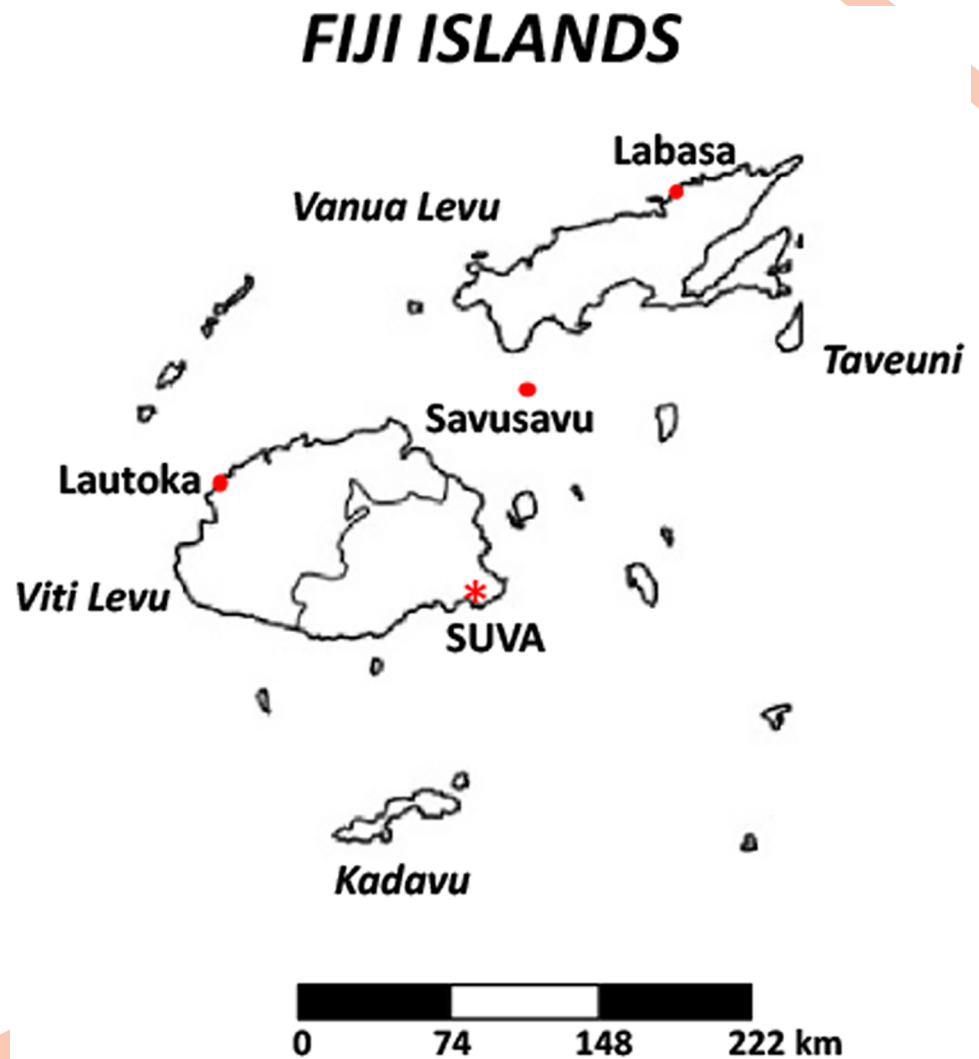 FIJI ISLANDS
Labasa
Vanua Levu
Taveuni
Savusavu
Lautoka
Viti Levu
*
SUVA
Kadavu
0 74 148 222 km